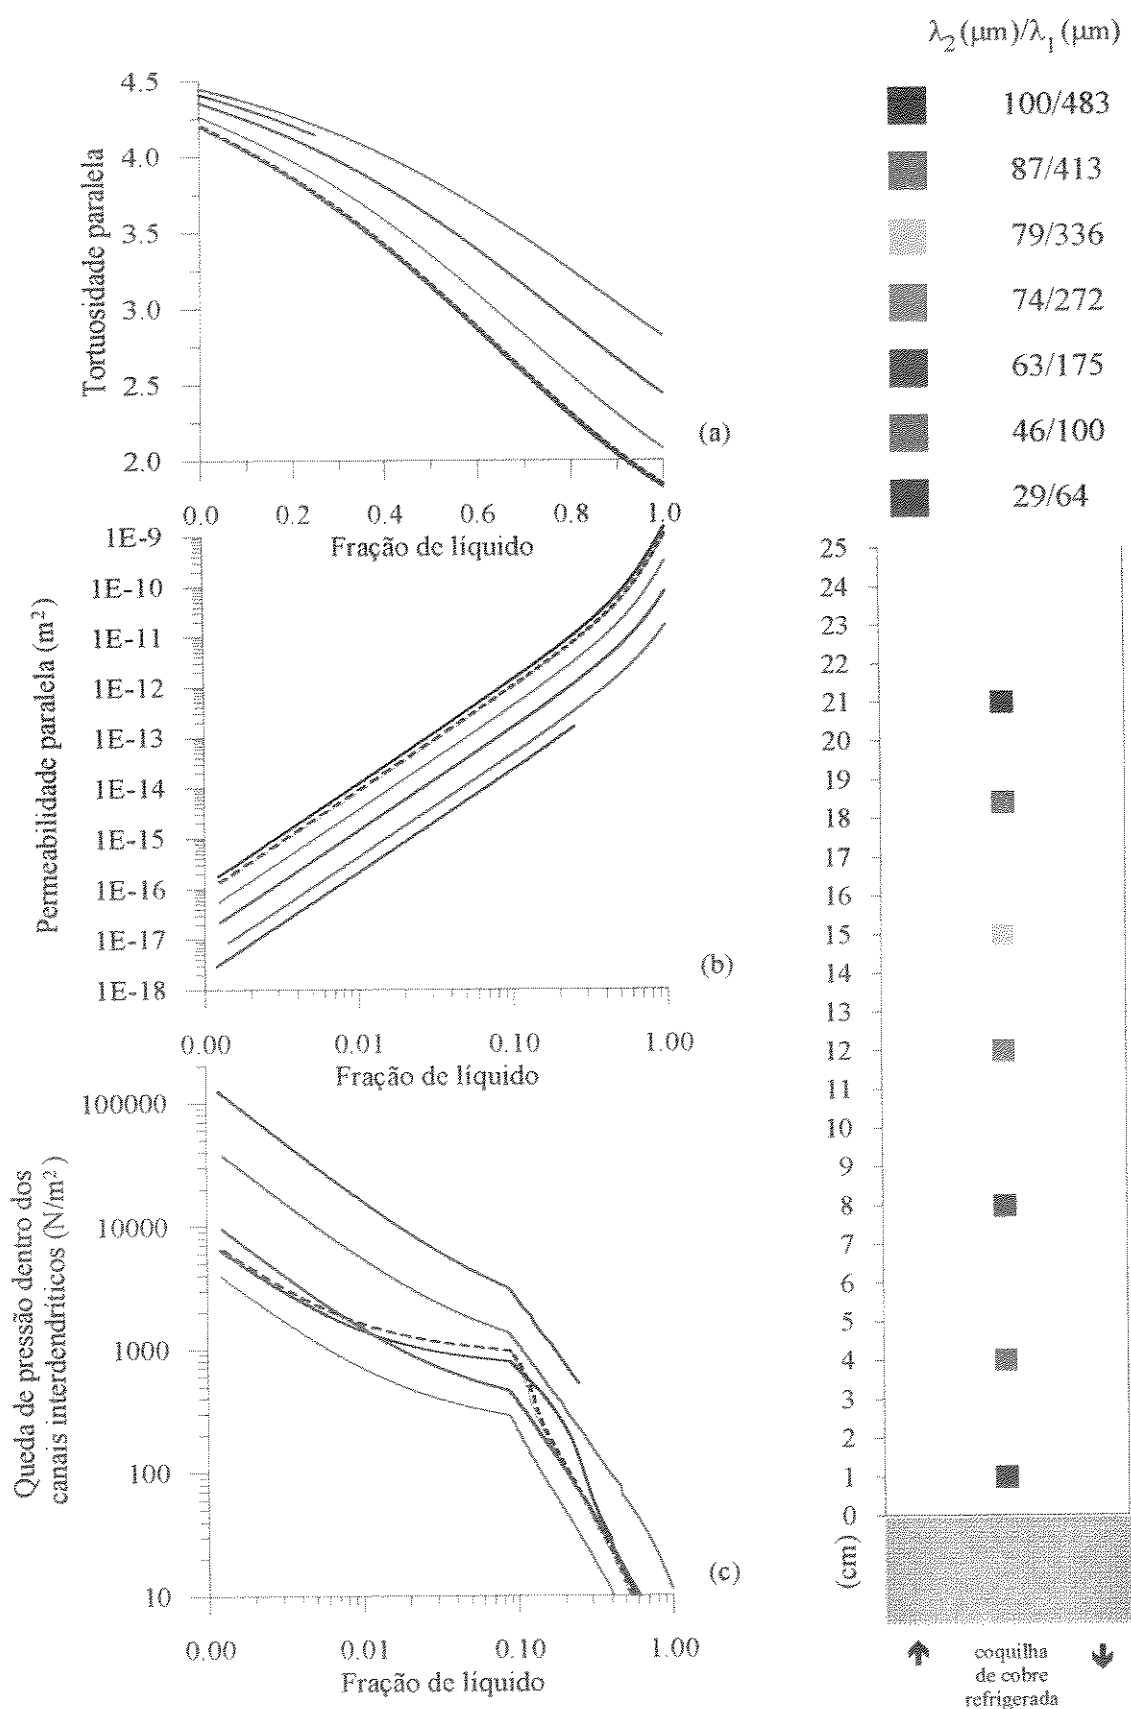 λ₂ (μm)/λ₁ (μm)
100/483
87/413
79/336
74/272
63/175
46/100
29/64
Tortuosidade paralela
4.5
4.0
3.5
3.0
2.5
2.0
(a)
0.0 0.2 0.4 0.6 0.8 1.0
Fração de líquido
Permeabilidade paralela (m²)
1E-9
1E-10
1E-11
1E-12
1E-13
1E-14
1E-15
1E-16
1E-17
1E-18
(b)
0.00 0.01 0.10 1.00
Fração de líquido
Queda de pressão dentro dos
canais interdendríticos (N/m²)
100000
10000
1000
100
10
(c)
0.00 0.01 0.10 1.00
Fração de líquido
25
24
23
22
21
20
19
18
17
16
15
14
13
12
11
10
9
8
7
6
5
4
3
2
1
0
(cm)
coquilha
de cobre
refrigerada